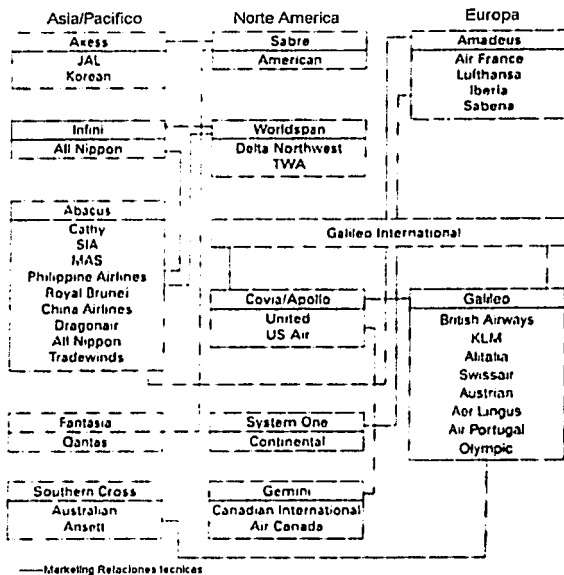 Asia/Pacifico
Axess
JAL
Korean
Infini
All Nippon
Abacus
Cathy
SIA
MAS
Philippine Airlines
Royal Brunei
China Airlines
Dragonair
All Nippon
Tradewinds
Fantasia
Qantas
Southern Cross
Australian
Ansett
Norte America
Sabre
American
Worldspan
Delta Northwest
TWA
Galileo International
Covia/Apollo
United
US Air
System One
Continental
Gemini
Canadian International
Air Canada
Europa
Amadeus
Air France
Lufthansa
Iberia
Sabena
Galileo
British Airways
KLM
Alitalia
Swissair
Austrian
Aer Lingus
Air Portugal
Olympic
Marketing Relaciones tecnicas